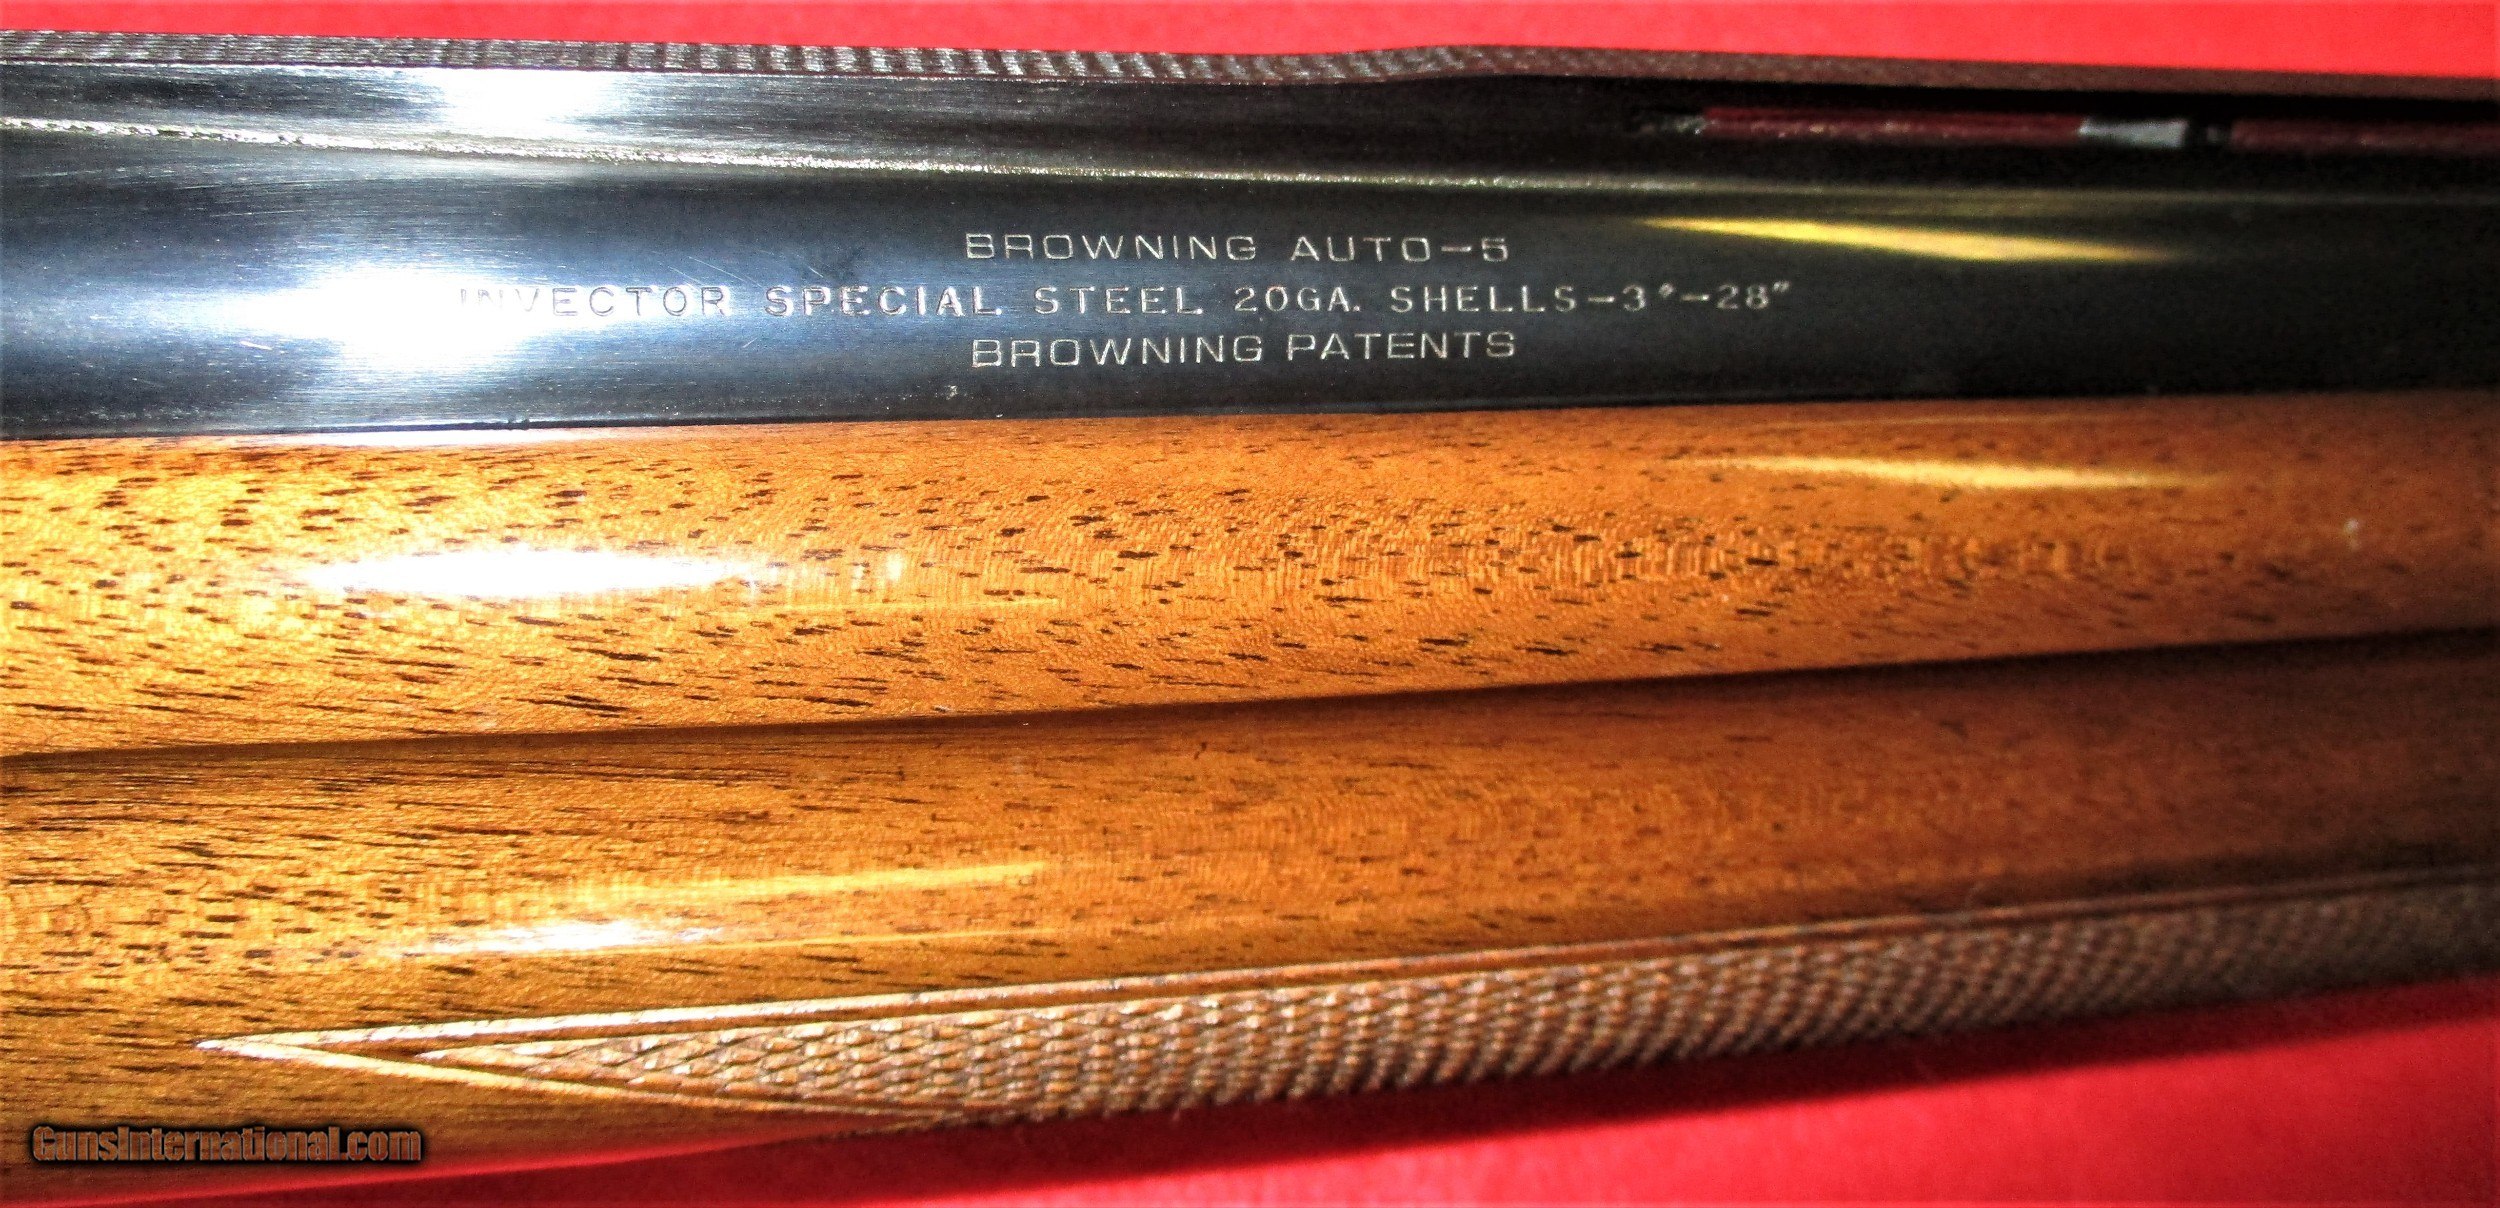 BROWNING AUTO-5
INVECTOR SPECIAL STEEL 20GA. SHELLS-3"-28"
BROWNING PATENTS
GunsInternational.com